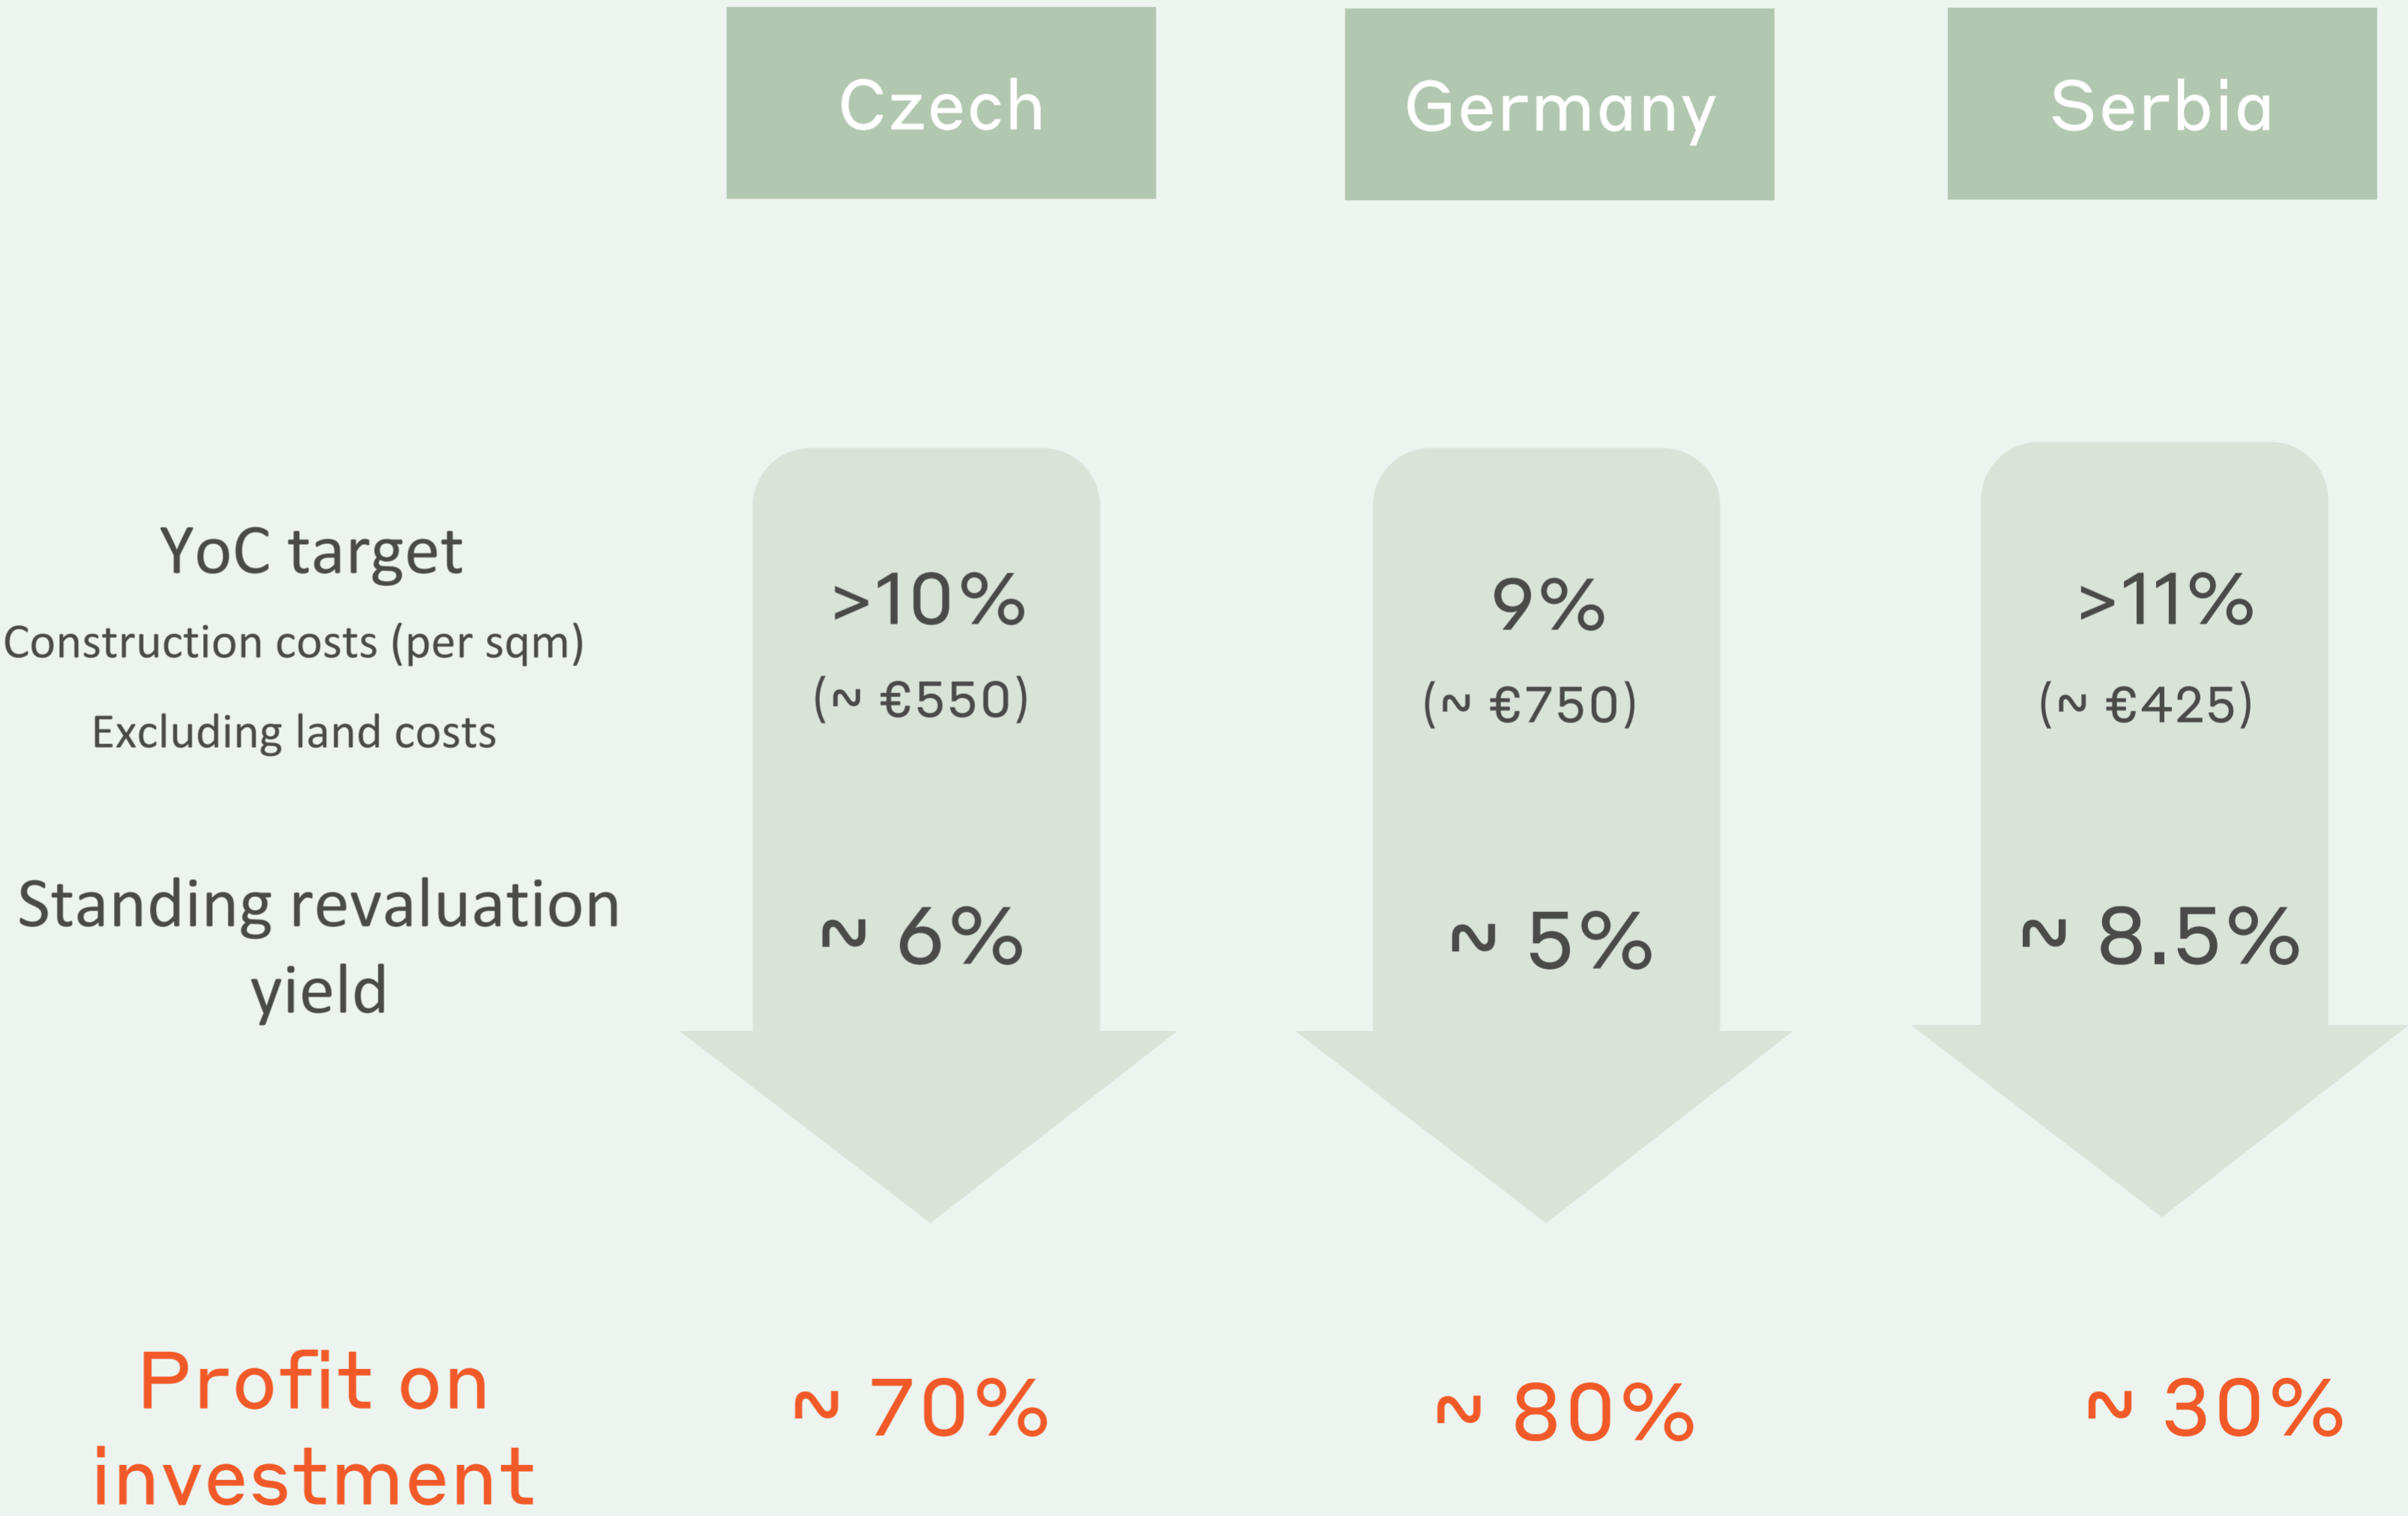 Czech
Germany
Serbia
YoC target
Construction costs (per sqm)
Excluding land costs
>10%
(~ €550)
9%
(~ €750)
>11%
(~ €425)
Standing revaluation
yield
~ 6%
~ 5%
~ 8.5%
Profit on
investment
~ 70%
~ 80%
~ 30%